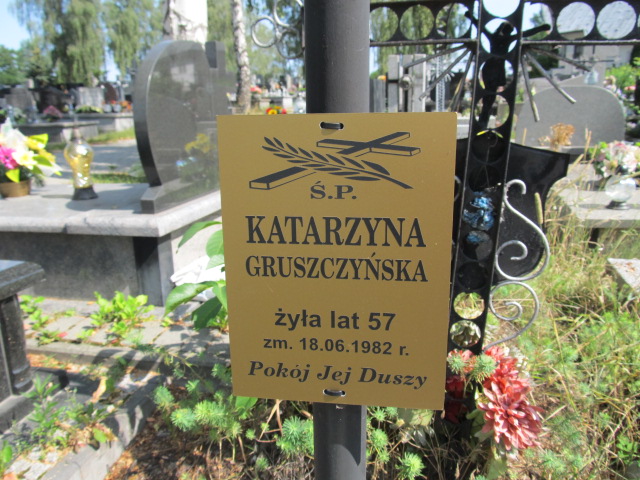 Ś.P.
KATARZYNA
GRUSZCZYŃSKA
żyła lat 57
zm. 18.06.1982 r.
Pokój Jej Duszy